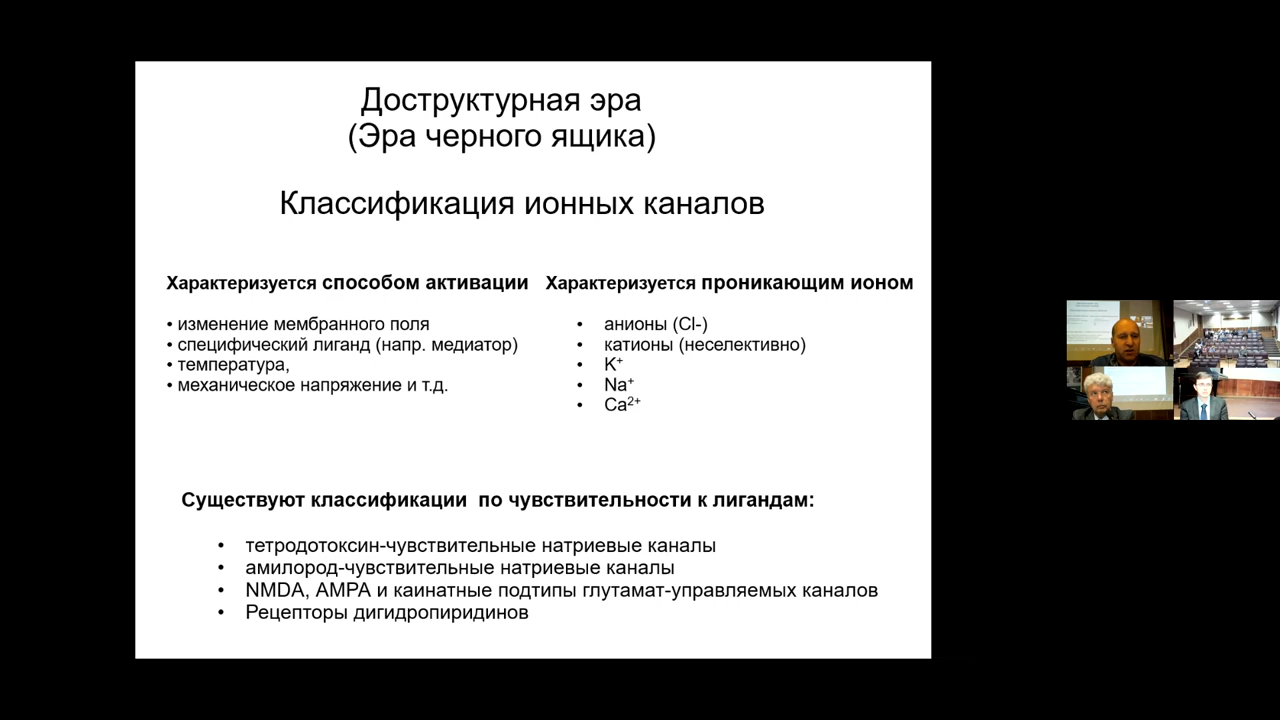 Доструктурная эра
(Эра черного ящика)
Классификация ионных каналов
Характеризуется способом активации
• изменение мембранного поля
• специфический лиганд (напр. медиатор)
• температура,
• механическое напряжение и т.д.
Характеризуется проникающим ионом
• анионы (Cl-)
• катионы (неселективно)
• K⁺
• Na⁺
• Ca²⁺
Существуют классификации по чувствительности к лигандам:
• тетродотоксин-чувствительные натриевые каналы
• амилород-чувствительные натриевые каналы
• NMDA, AMPA и каинатные подтипы глутамат-управляемых каналов
• Рецепторы дигидропиридинов